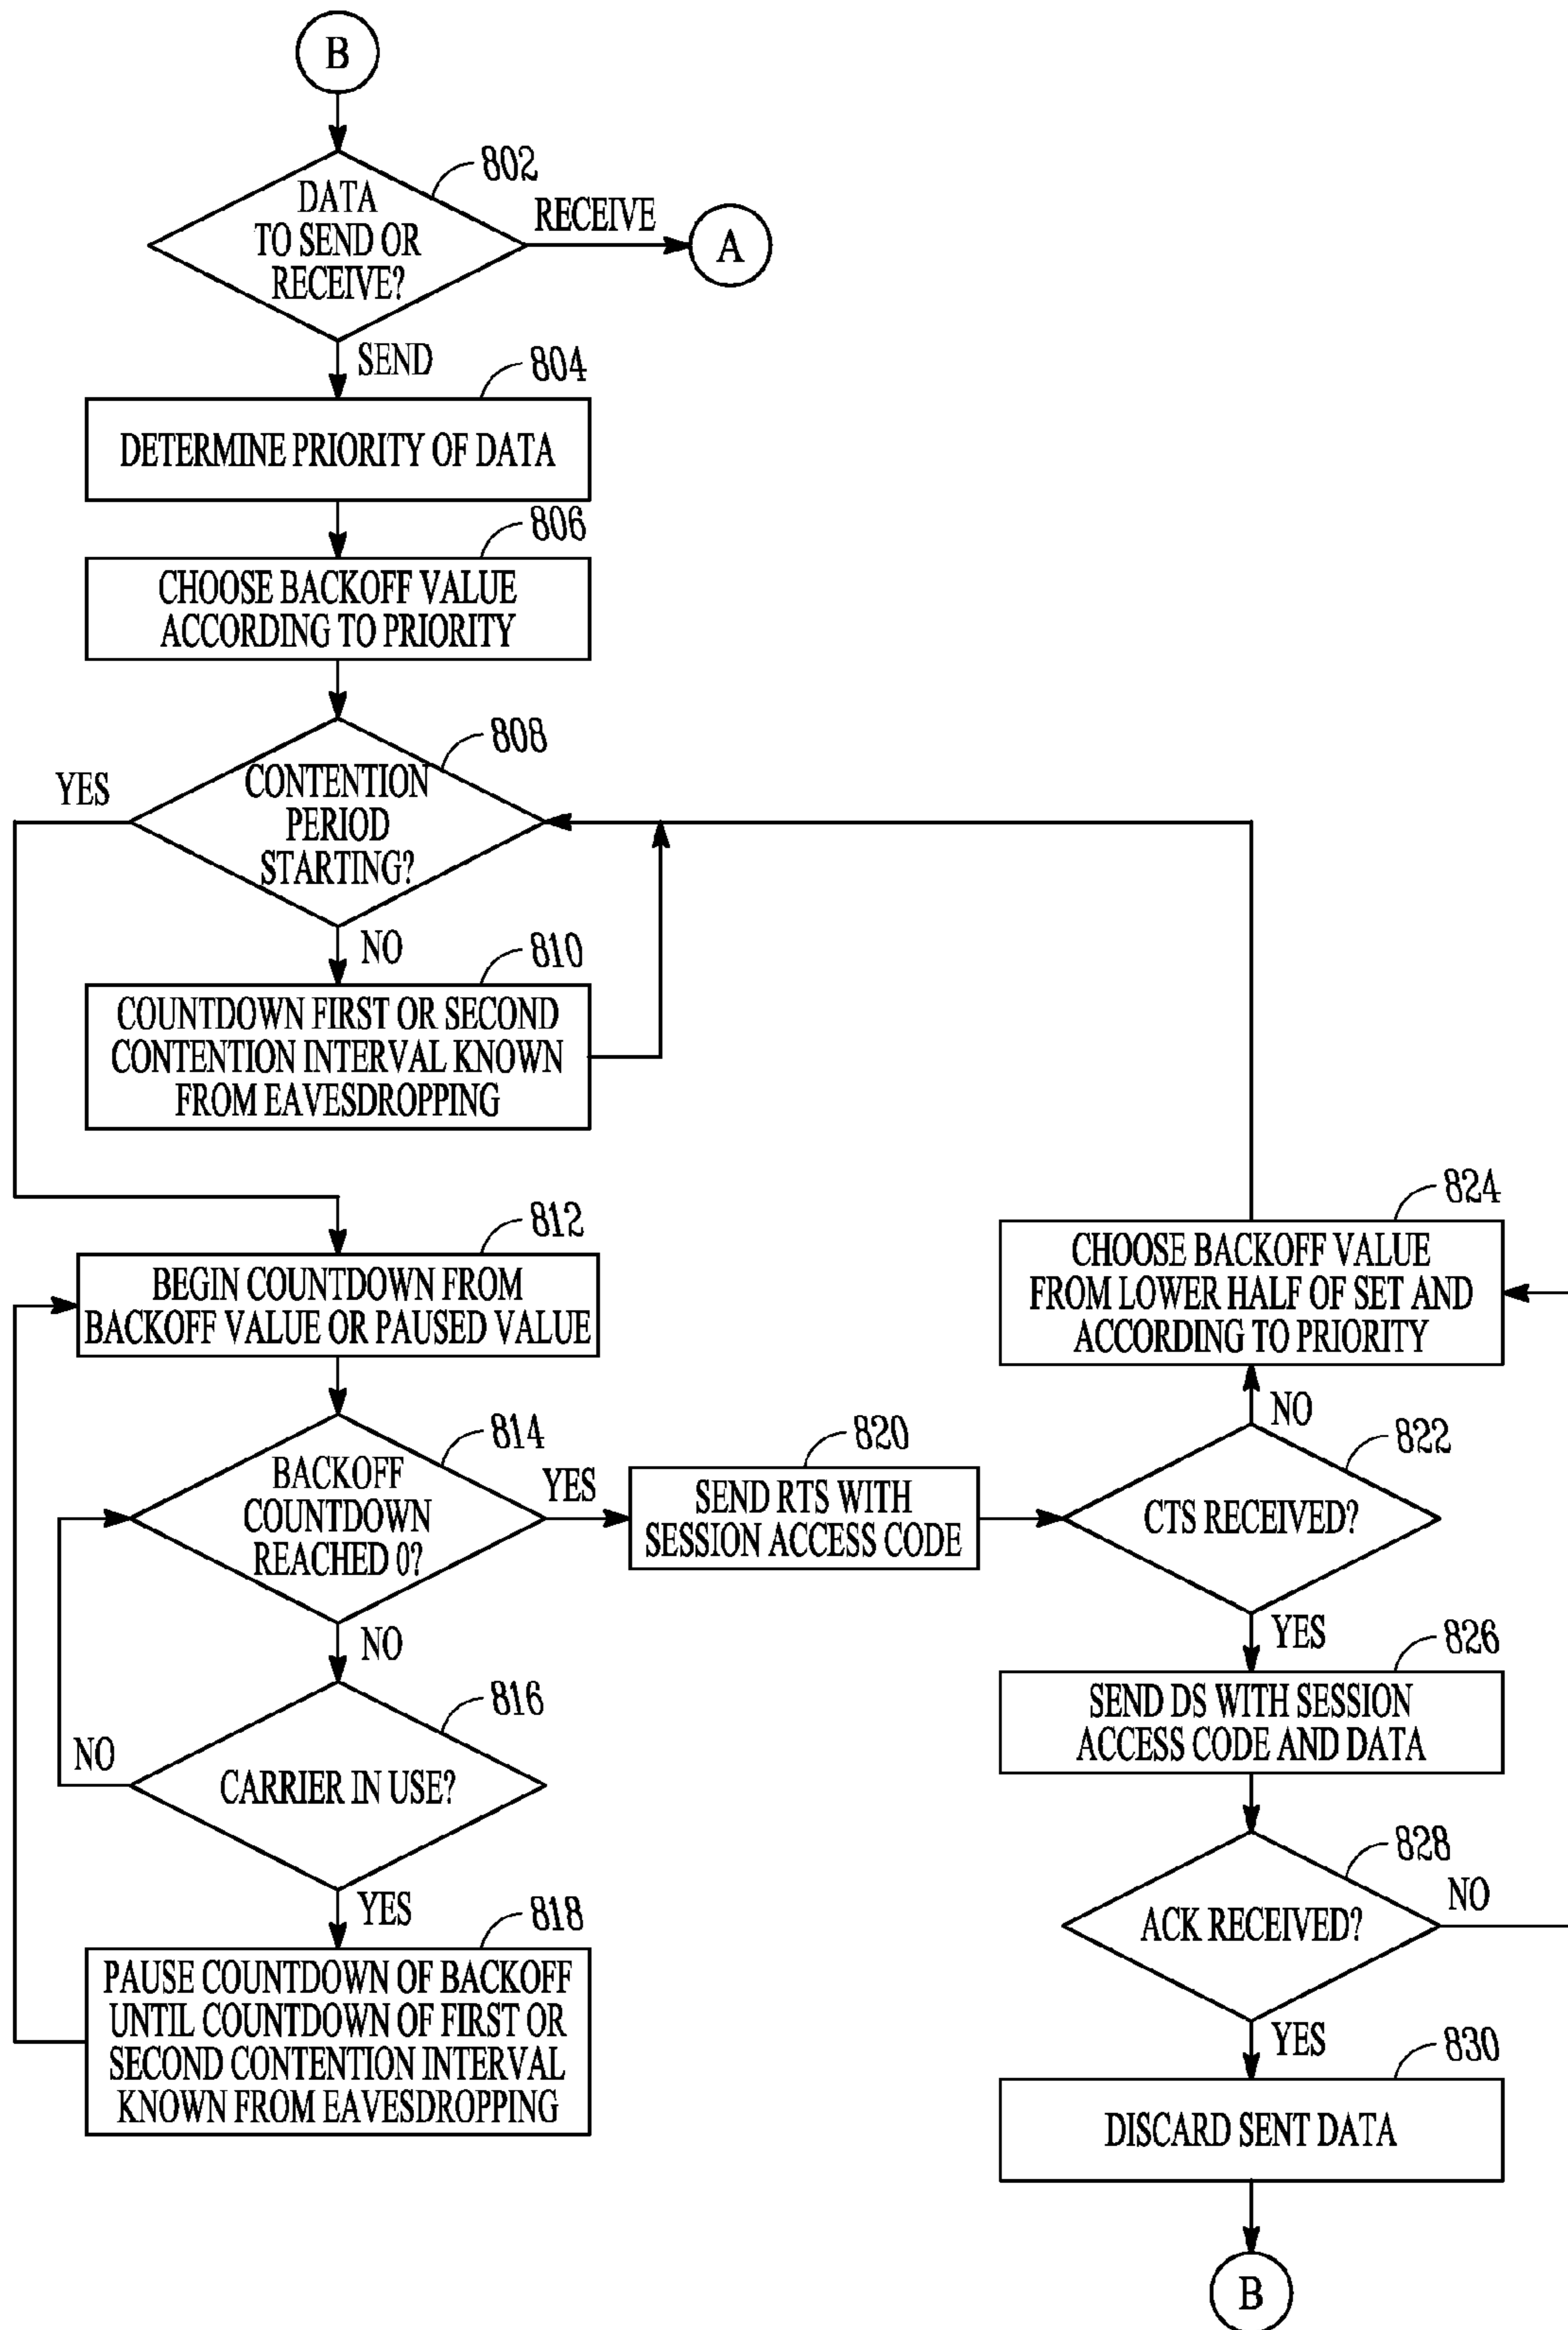 B
802
DATA
TO SEND OR
RECEIVE?
RECEIVE
A
SEND
804
DETERMINE PRIORITY OF DATA
806
CHOOSE BACKOFF VALUE
ACCORDING TO PRIORITY
808
YES
CONTENTION
PERIOD
STARTING?
NO
810
COUNTDOWN FIRST OR SECOND
CONTENTION INTERVAL KNOWN
FROM EAVESDROPPING
812
BEGIN COUNTDOWN FROM
BACKOFF VALUE OR PAUSED VALUE
814
BACKOFF
COUNTDOWN
REACHED 0?
YES
NO
816
CARRIER IN USE?
NO
YES
818
PAUSE COUNTDOWN OF BACKOFF
UNTIL COUNTDOWN OF FIRST OR
SECOND CONTENTION INTERVAL
KNOWN FROM EAVESDROPPING
820
SEND RTS WITH
SESSION ACCESS CODE
824
CHOOSE BACKOFF VALUE
FROM LOWER HALF OF SET AND
ACCORDING TO PRIORITY
NO
822
CTS RECEIVED?
YES
826
SEND DS WITH SESSION
ACCESS CODE AND DATA
828
ACK RECEIVED?
NO
YES
830
DISCARD SENT DATA
B